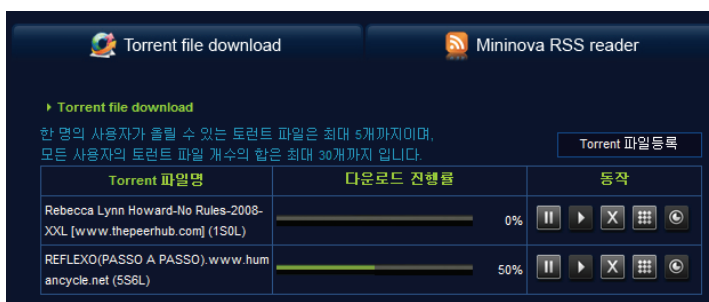 Torrent file download
Mininova RSS reader
Torrent file download
한 명의 사용자가 올릴 수 있는 토런트 파일은 최대 5개까지이며,
모든 사용자의 토런트 파일 개수의 합은 최대 30개까지 입니다.
Torrent 파일등록
Torrent 파일명
다운로드 진행률
동작
Rebecca Lynn Howard-No Rules-2008-
XXL [www.thepeerhub.com] (1S0L)
0%
REFLEXO(PASSO A PASSO).www.hum
ancycle.net (5S6L)
50%